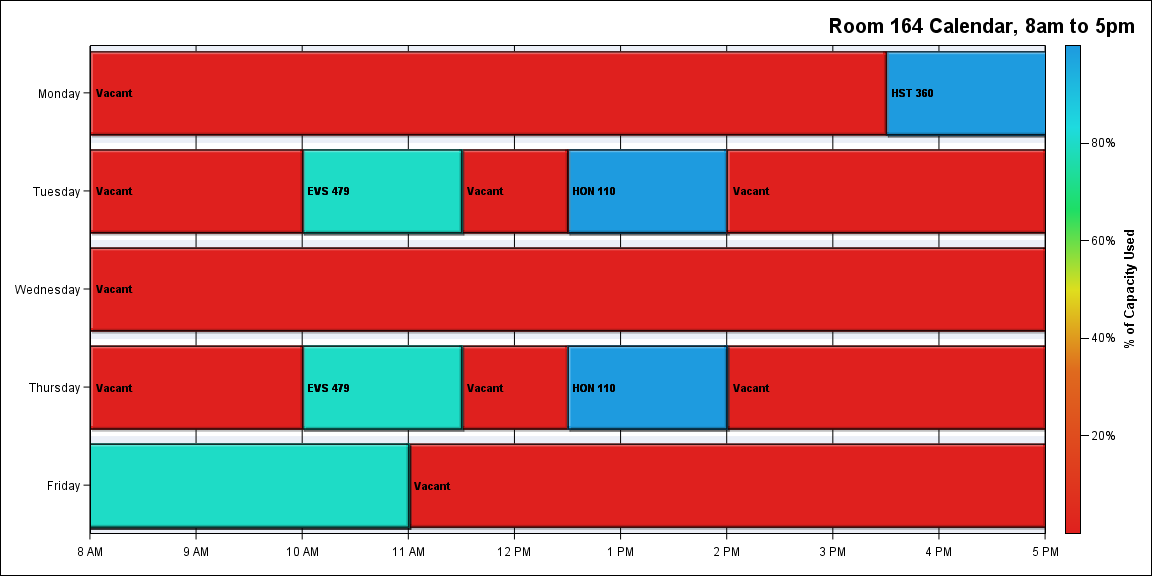 Room 164 Calendar, 8am to 5pm
Monday
Vacant
HST 360
Tuesday
Vacant
EVS 479
Vacant
HON 110
Vacant
Wednesday
Vacant
Thursday
Vacant
EVS 479
Vacant
HON 110
Vacant
Friday
Vacant
8 AM
9 AM
10 AM
11 AM
12 PM
1 PM
2 PM
3 PM
4 PM
5 PM
80%
60%
40%
20%
% of Capacity Used